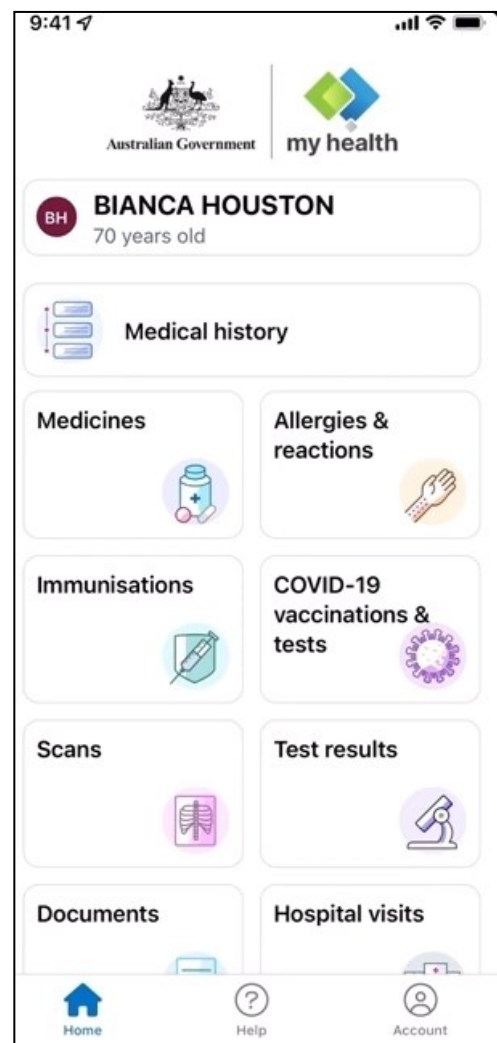 9:41
Australian Government
my health
BH
BIANCA HOUSTON
70 years old
Medical history
Medicines
Allergies &
reactions
Immunisations
COVID-19
vaccinations &
tests
Scans
Test results
Documents
Hospital visits
Home
Help
Account